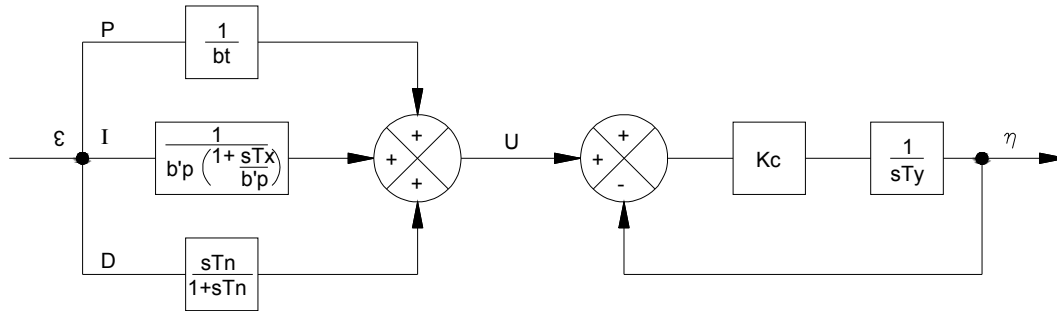 P
1
bt
+
ε
I
1
b'p (1+ sTx
b'p)
+
+
U
+
+
-
Kc
1
sTy
η
D
sTn
1+sTn